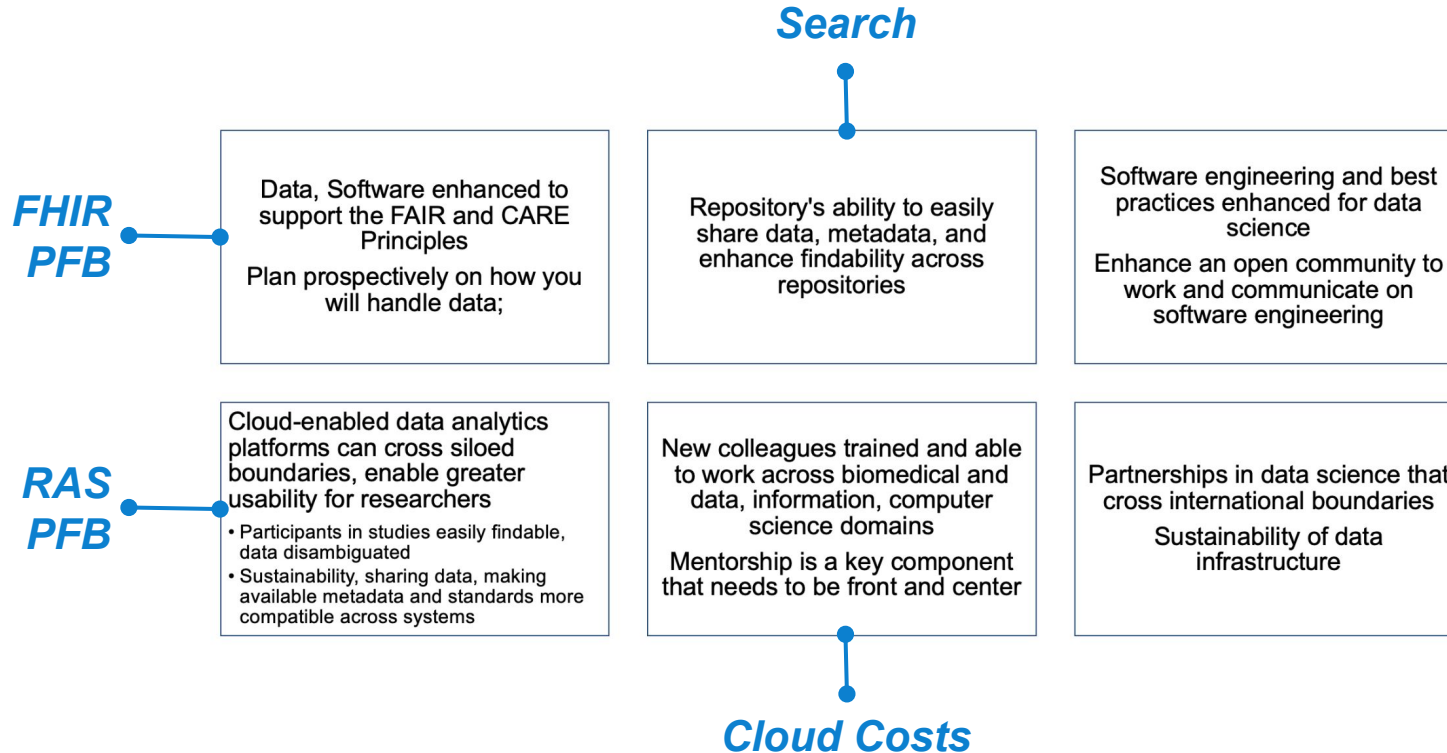 Search
FHIR
PFB
Data, Software enhanced to
support the FAIR and CARE
Principles
Plan prospectively on how you
will handle data;
Repository's ability to easily
share data, metadata, and
enhance findability across
repositories
Software engineering and best
practices enhanced for data
science
Enhance an open community to
work and communicate on
software engineering
RAS
PFB
Cloud-enabled data analytics
platforms can cross siloed
boundaries, enable greater
usability for researchers
• Participants in studies easily findable,
data disambiguated
• Sustainability, sharing data, making
available metadata and standards more
compatible across systems
New colleagues trained and able
to work across biomedical and
data, information, computer
science domains
Mentorship is a key component
that needs to be front and center
Partnerships in data science that
cross international boundaries
Sustainability of data
infrastructure
Cloud Costs